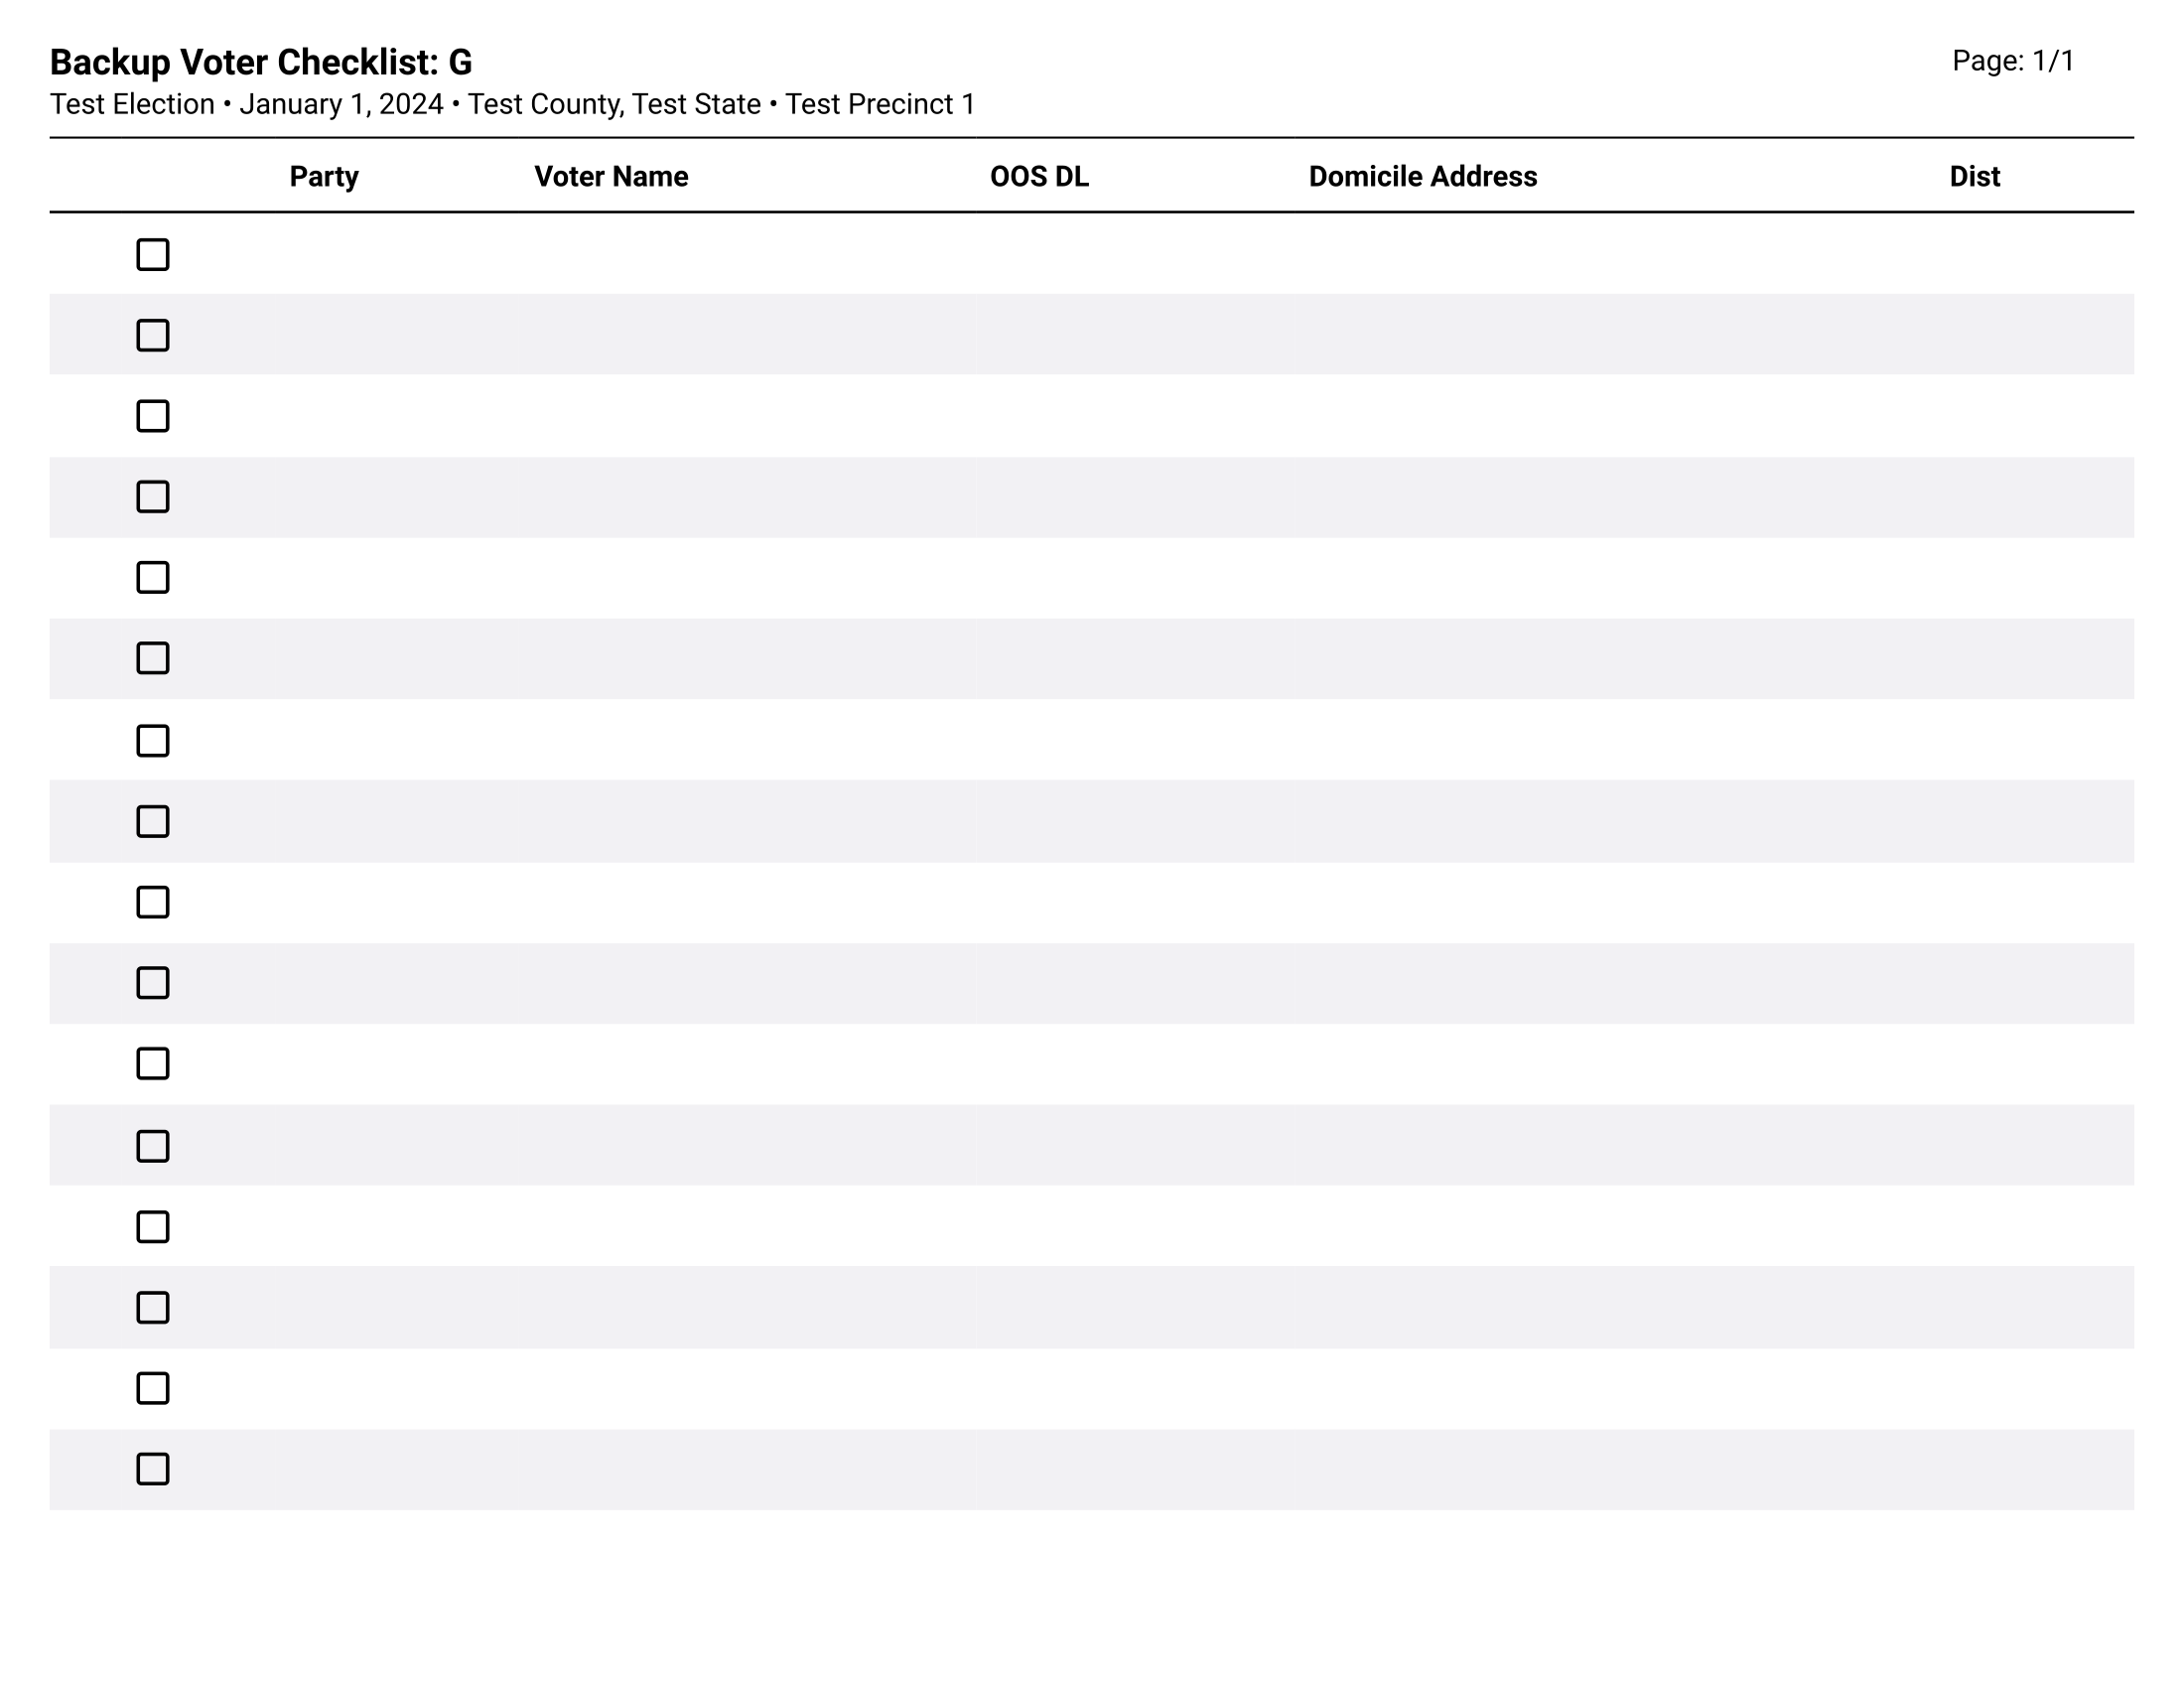 Backup Voter Checklist: G
Page: 1/1
Test Election • January 1, 2024 • Test County, Test State • Test Precinct 1
Party Voter Name OOS DL Domicile Address Dist